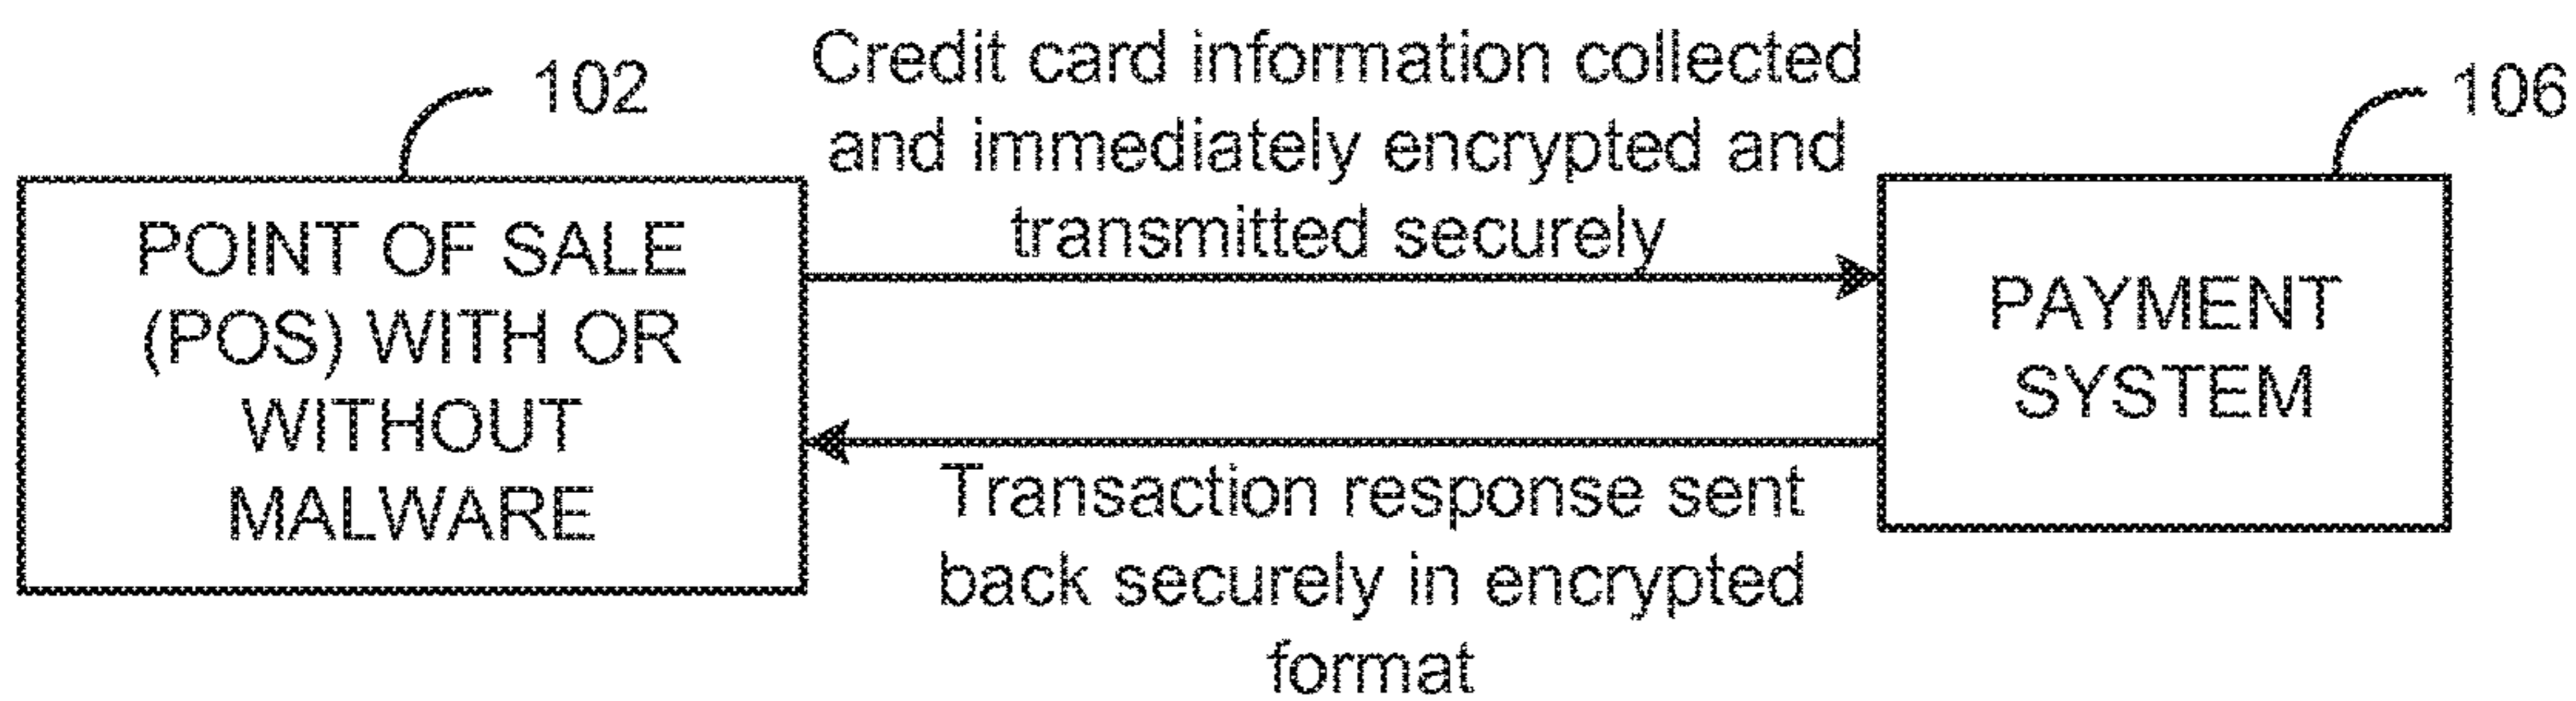 102
POINT OF SALE
(POS) WITH OR
WITHOUT
MALWARE
Credit card information collected
and immediately encrypted and
transmitted securely
Transaction response sent
back securely in encrypted
format
106
PAYMENT
SYSTEM